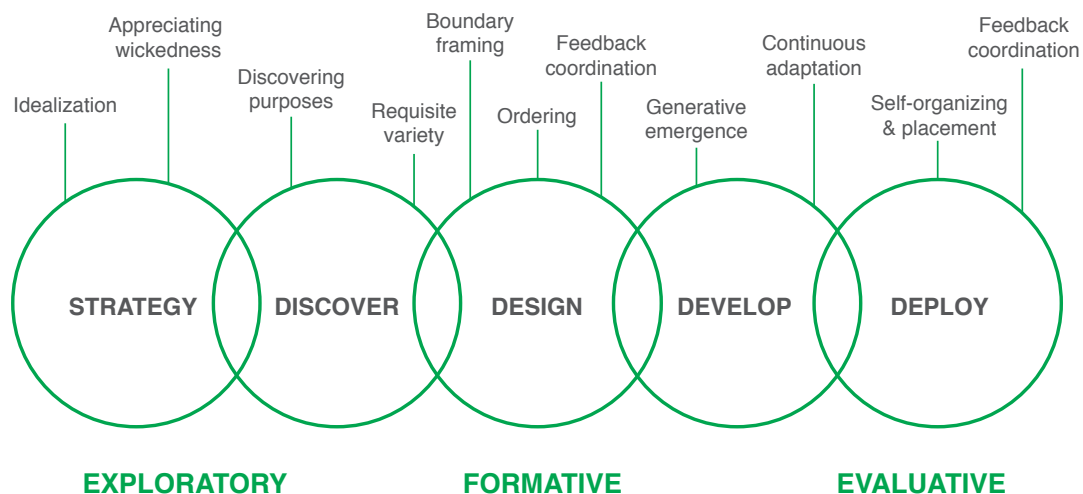 Idealization
Appreciating
wickedness
Discovering
purposes
Requisite
variety
Boundary
framing
Ordering
Feedback
coordination
Generative
emergence
Continuous
adaptation
Self-organizing
& placement
Feedback
coordination
STRATEGY
DISCOVER
DESIGN
DEVELOP
DEPLOY
EXPLORATORY
FORMATIVE
EVALUATIVE